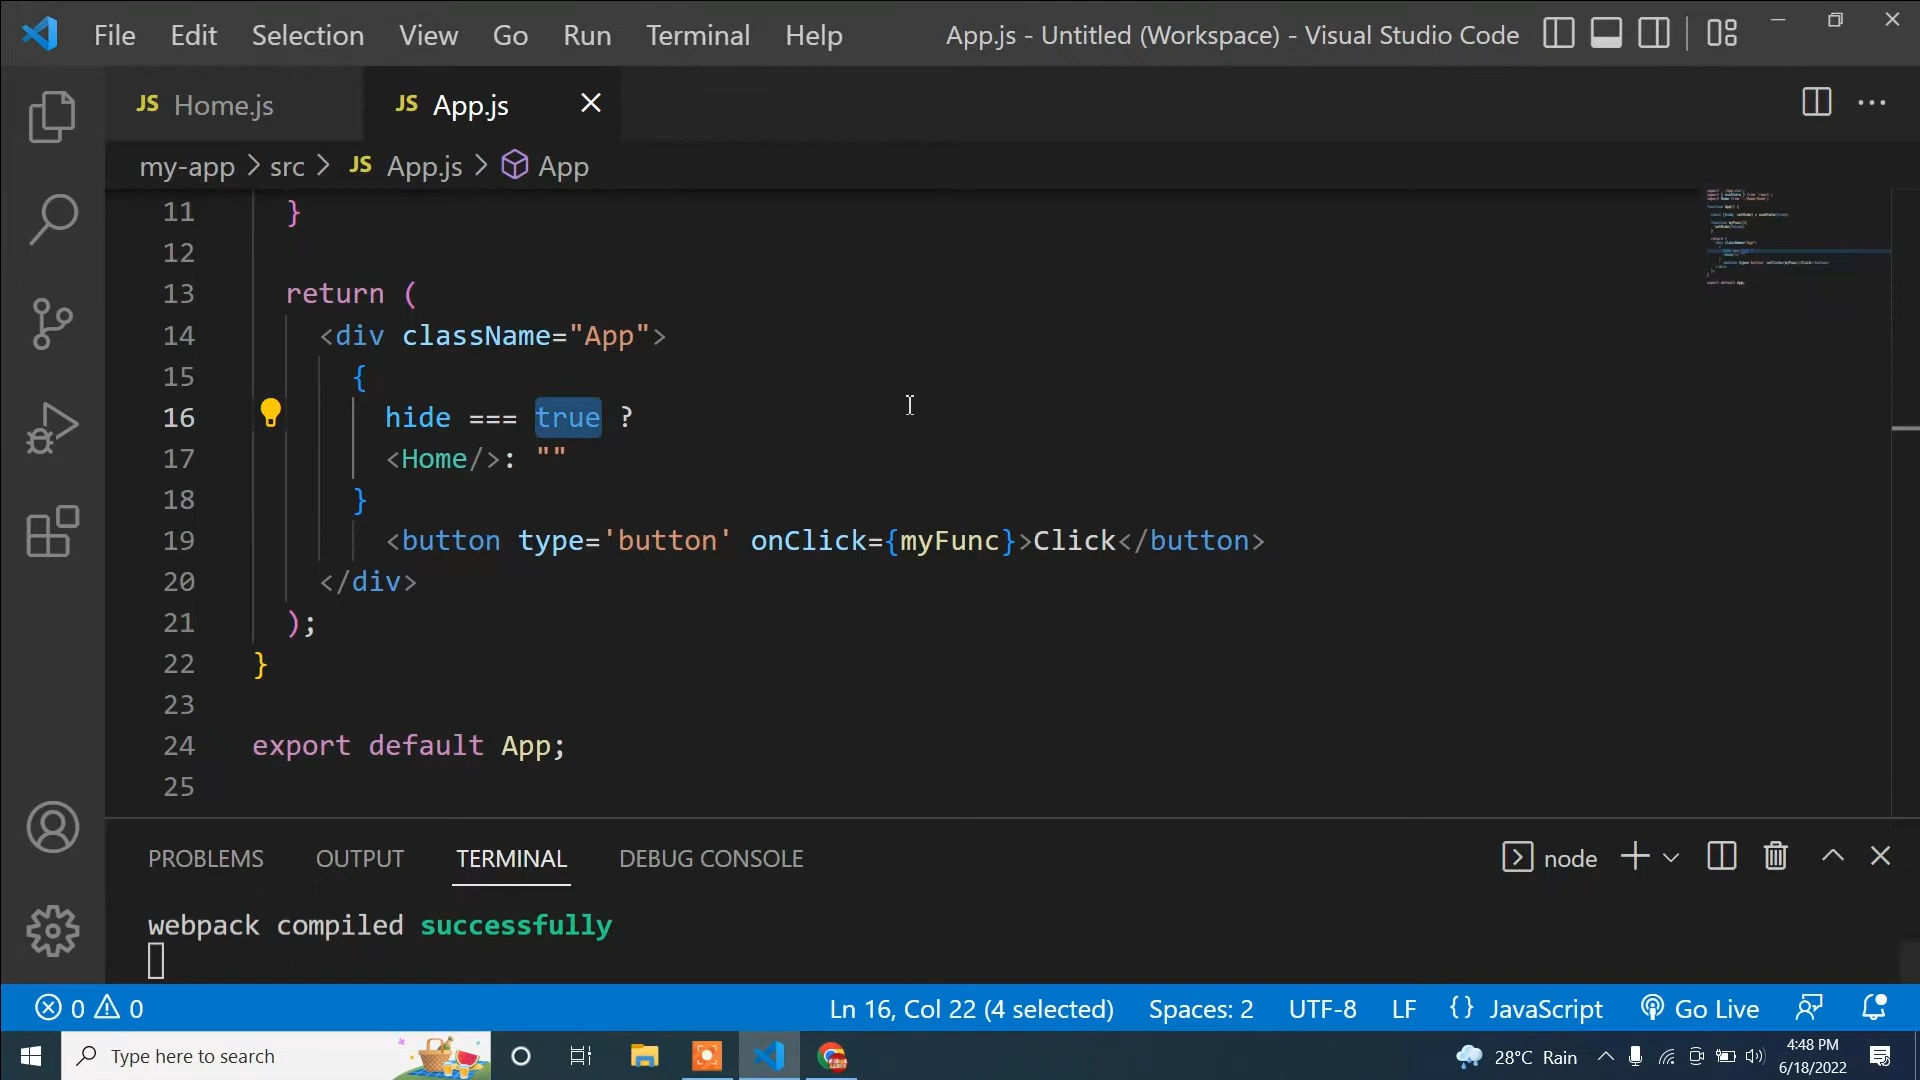 File Edit Selection View Go Run Terminal Help App.js - Untitled (Workspace) - Visual Studio Code
JS Home.js JS App.js
my-app > src > JS App.js > App
11 }
12
13 return (
14 <div className="App">
15 {
16 hide === true ?
17 <Home/>: ""
18 }
19 <button type='button' onClick={myFunc}>Click</button>
20 </div>
21 );
22 }
23
24 export default App;
25
PROBLEMS OUTPUT TERMINAL DEBUG CONSOLE node
webpack compiled successfully
0 0 Ln 16, Col 22 (4 selected) Spaces: 2 UTF-8 LF {} JavaScript Go Live
Type here to search 28°C Rain 4:48 PM
6/18/2022